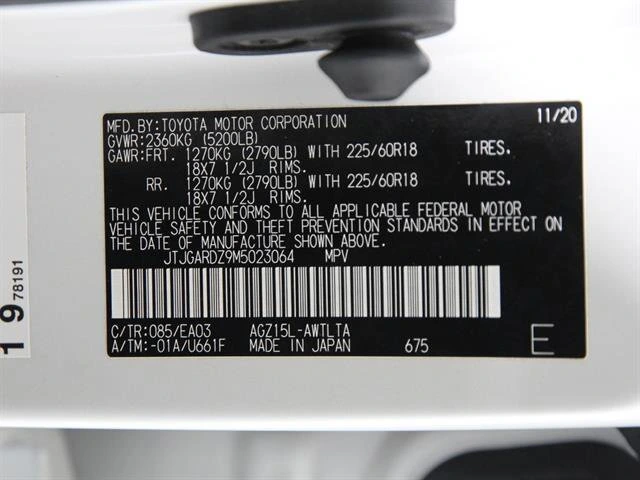 MFD.BY:TOYOTA MOTOR CORPORATION 11/20
GVWR:2360KG (5200LB)
GAWR:FRT. 1270KG (2790LB) WITH 225/60R18 TIRES.
18X7 1/2J RIMS.
RR. 1270KG (2790LB) WITH 225/60R18 TIRES.
18X7 1/2J RIMS.
THIS VEHICLE CONFORMS TO ALL APPLICABLE FEDERAL MOTOR
VEHICLE SAFETY AND THEFT PREVENTION STANDARDS IN EFFECT ON
THE DATE OF MANUFACTURE SHOWN ABOVE.
JTJGARDZ9M5023064 MPV
C/TR:085/EA03 AGZ15L-AWTLTA
A/TM:-01A/U661F MADE IN JAPAN 675 E
19 78191